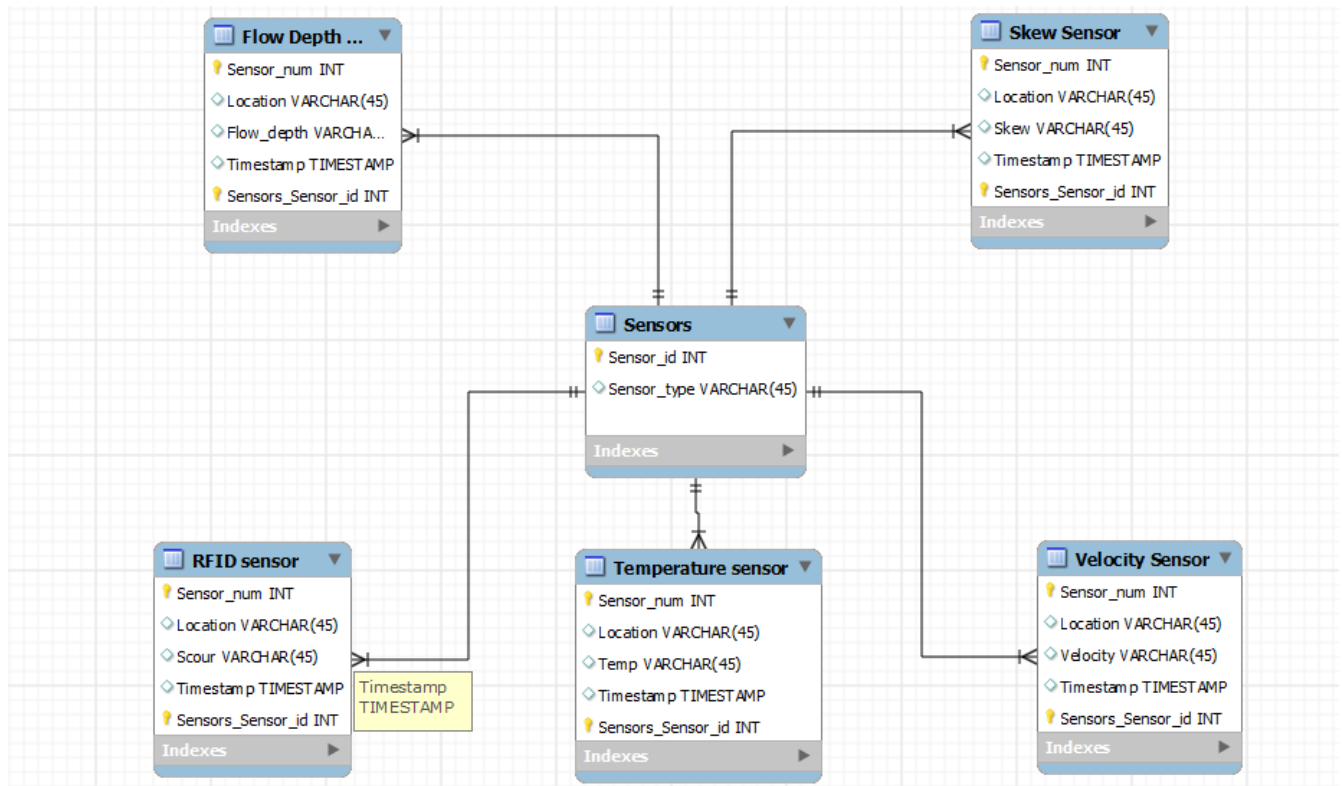 Flow Depth ...
Sensor_num INT
Location VARCHAR(45)
Flow_depth VARCHA...
Timestamp TIMESTAMP
Sensors_Sensor_id INT
Indexes
Skew Sensor
Sensor_num INT
Location VARCHAR(45)
Skew VARCHAR(45)
Timestamp TIMESTAMP
Sensors_Sensor_id INT
Indexes
Sensors
Sensor_id INT
Sensor_type VARCHAR(45)
Indexes
RFID sensor
Sensor_num INT
Location VARCHAR(45)
Scour VARCHAR(45)
Timestamp TIMESTAMP
Sensors_Sensor_id INT
Indexes
Timestamp
TIMESTAMP
Temperature sensor
Sensor_num INT
Location VARCHAR(45)
Temp VARCHAR(45)
Timestamp TIMESTAMP
Sensors_Sensor_id INT
Indexes
Velocity Sensor
Sensor_num INT
Location VARCHAR(45)
Velocity VARCHAR(45)
Timestamp TIMESTAMP
Sensors_Sensor_id INT
Indexes